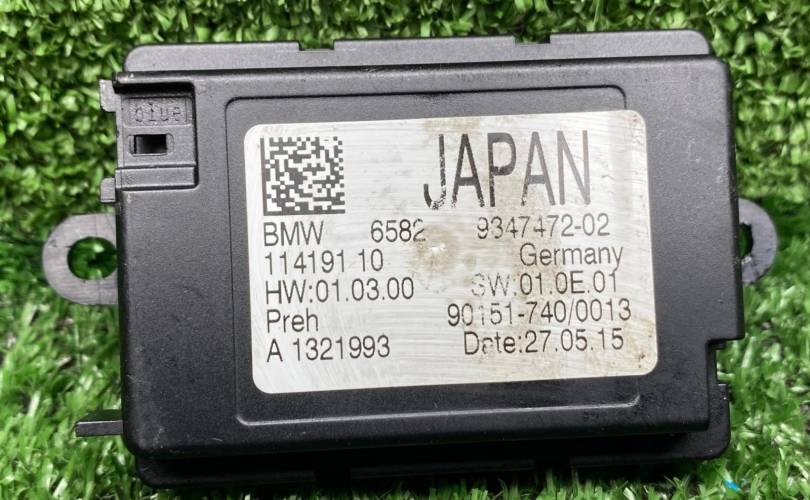 blue
JAPAN
BMW 6582 9347472-02
114191 10 Germany
HW:01.03.00 SW:01.0E.01
Preh 90151-740/0013
A 1321993 Date:27.05.15